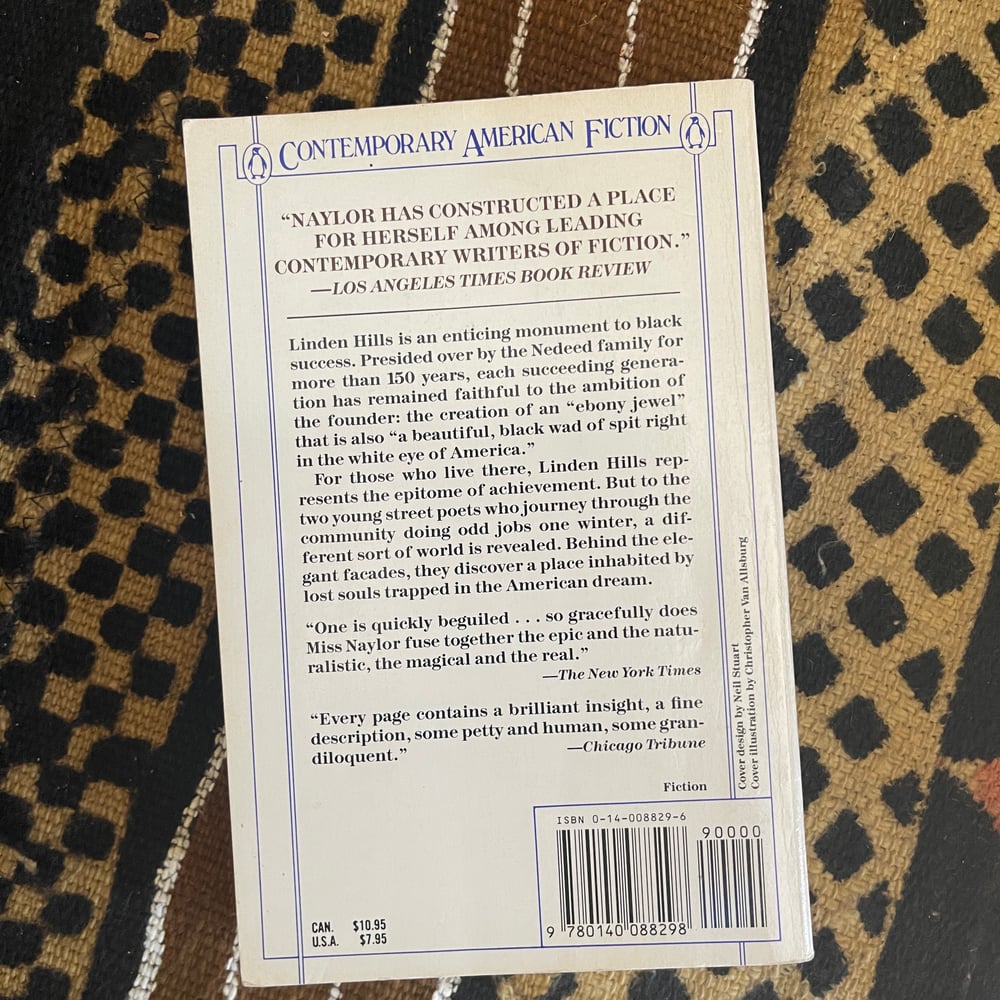 CONTEMPORARY AMERICAN FICTION
“NAYLOR HAS CONSTRUCTED A PLACE
FOR HERSELF AMONG LEADING
CONTEMPORARY WRITERS OF FICTION.”
—LOS ANGELES TIMES BOOK REVIEW
Linden Hills is an enticing monument to black
success. Presided over by the Nedeed family for
more than 150 years, each succeeding genera-
tion has remained faithful to the ambition of
the founder: the creation of an “ebony jewel”
that is also “a beautiful, black wad of spit right
in the white eye of America.”
For those who live there, Linden Hills rep-
resents the epitome of achievement. But to the
two young street poets who journey through the
community doing odd jobs one winter, a dif-
ferent sort of world is revealed. Behind the ele-
gant facades, they discover a place inhabited by
lost souls trapped in the American dream.
“One is quickly beguiled . . . so gracefully does
Miss Naylor fuse together the epic and the natu-
ralistic, the magical and the real.”
—The New York Times
“Every page contains a brilliant insight, a fine
description, some petty and human, some gran-
diloquent.” —Chicago Tribune
Fiction
Cover design by Neil Stuart
Cover illustration by Christopher Van Allsburg
ISBN 0-14-008829-6
90000
9 780140 088298
CAN. $10.95
U.S.A. $7.95